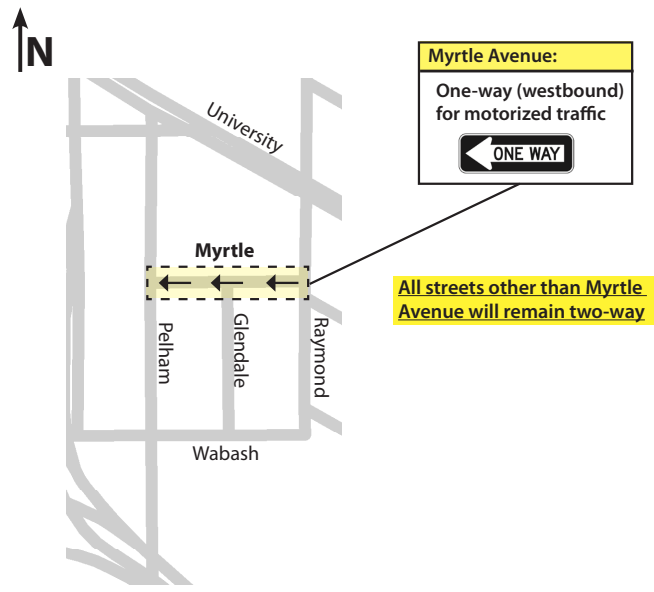 N
Myrtle Avenue:
One-way (westbound)
for motorized traffic
ONE WAY
University
Myrtle
All streets other than Myrtle
Avenue will remain two-way
Pelham
Glendale
Raymond
Wabash